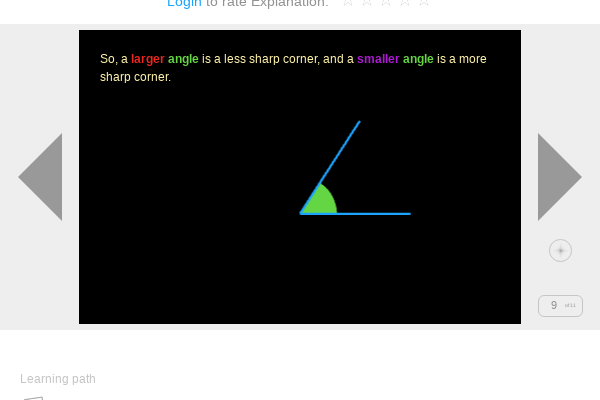 Login to rate Explanation:
So, a larger angle is a less sharp corner, and a smaller angle is a more
sharp corner.
9 of 11
Learning path